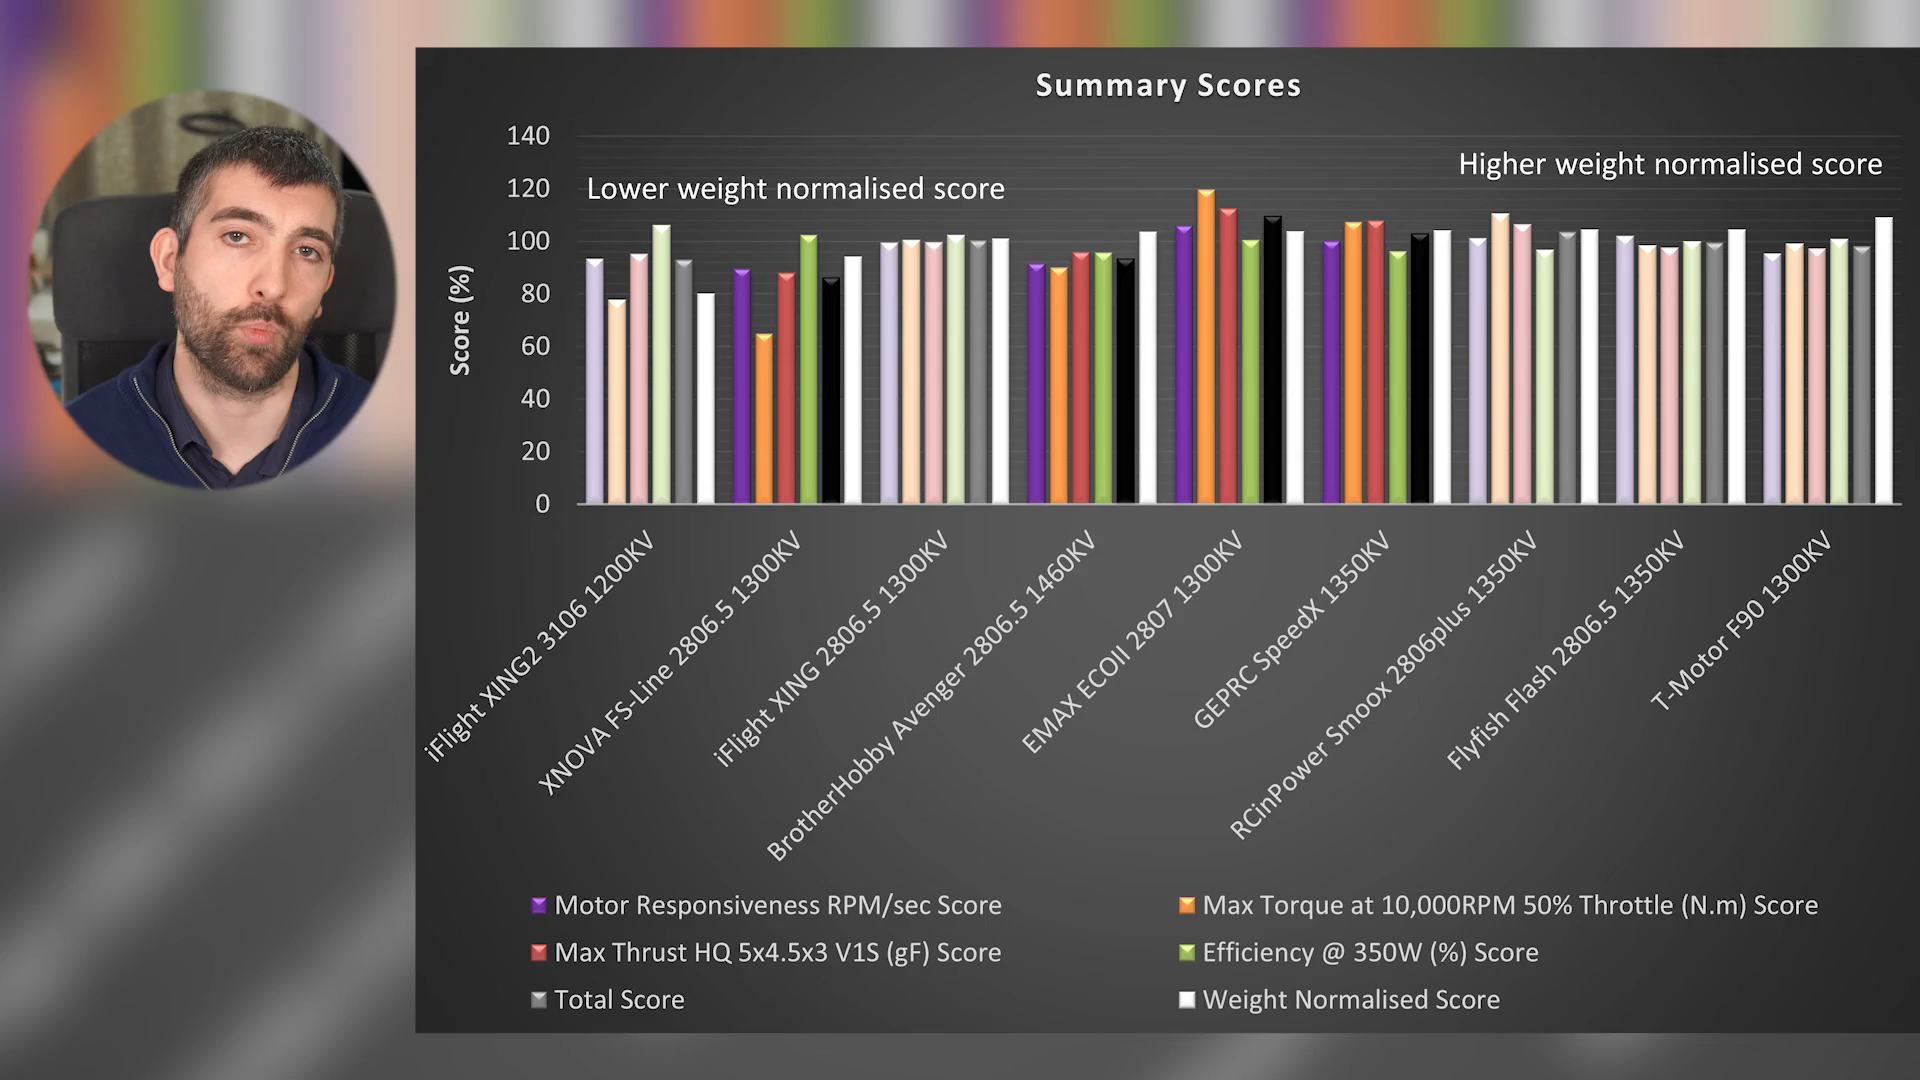 Summary Scores
140
120
100
80
60
40
20
0
Score (%)
Lower weight normalised score
Higher weight normalised score
iFlight XING2 3106 1200KV
XNOVA FS-Line 2806.5 1300KV
iFlight XING 2806.5 1300KV
BrotherHobby Avenger 2806.5 1460KV
EMAX ECOII 2807 1300KV
GEPRC SpeedX 1350KV
RCinPower Smoox 2806plus 1350KV
Flyfish Flash 2806.5 1350KV
T-Motor F90 1300KV
Motor Responsiveness RPM/sec Score
Max Torque at 10,000RPM 50% Throttle (N.m) Score
Max Thrust HQ 5x4.5x3 V1S (gF) Score
Efficiency @ 350W (%) Score
Total Score
Weight Normalised Score